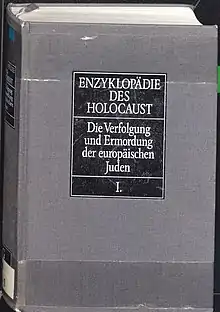 ENZYKLOPÄDIE
DES
HOLOCAUST
Die Verfolgung
und Ermordung
der europäischen
Juden
I.